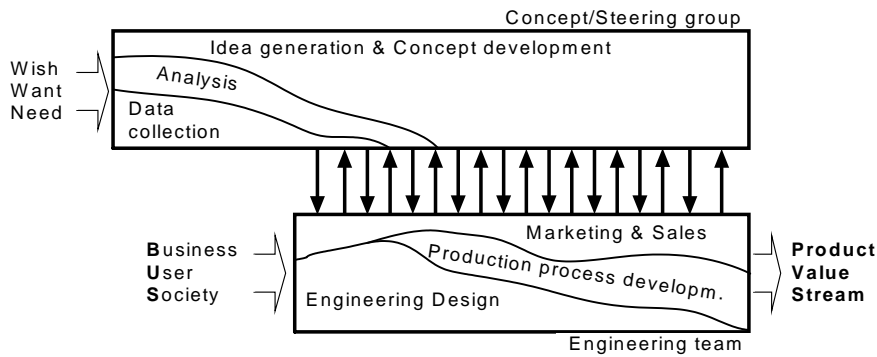 Concept/Steering group
Idea generation & Concept development
Wish
Want
Need
Analysis
Data
collection
Business
User
Society
Marketing & Sales
Production process developm.
Engineering Design
Product
Value
Stream
Engineering team